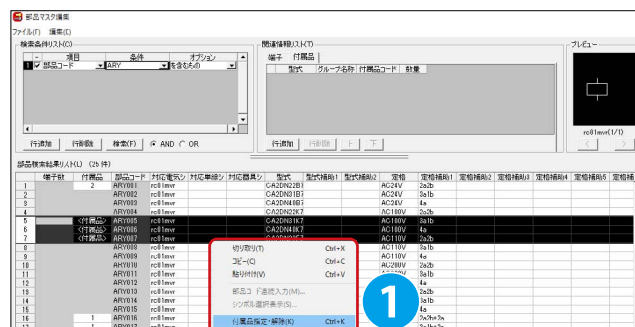 部品マスタ編集
ファイル(F) 編集(E)
検索条件リスト(C)
項目 条件 オプション
1 部品コード ARY を含むもの
行追加 行削除 検索(F) AND OR
関連情報リスト(T)
端子 付属品
型式 グループ名称 付属品コード 数量
行追加 行削除 上 下
プレビュー
rc01mvr(1/1)
< >
部品検索結果リスト(L) (25 件)
端子数 付属品 部品コード 対応電気シ 対応単線シ 対応器具シ 型式 型式補助1 型式補助2 定格 定格補助1 定格補助2 定格補助3 定格補助4 定格補助5 定格補
1 2 ARY001 rc01mvr CA2DN22B7 AC24V 2a2b
2 ARY002 rc01mvr CA2DN31B7 AC24V 3a1b
3 ARY003 rc01mvr CA2DN40B7 AC24V 4a
4 ARY004 rc01mvr CA2DN22K7 AC100V 2a2b
5 〈付属品〉 ARY005 rc01mvr CA2DN31K7 AC100V 3a1b
6 〈付属品〉 ARY006 rc01mvr CA2DN40K7 AC100V 4a
7 〈付属品〉 ARY007 rc01mvr AC110V 2a2b
8 ARY008 rc01mvr AC110V 3a1b
9 ARY009 rc01mvr AC110V 4a
10 ARY010 rc01mvr AC200V 2a2b
11 ARY011 rc01mvr 3a1b
12 ARY012 rc01mvr 4a
13 ARY013 rc01mvr 2a2b
14 ARY014 rc01mvr 3a1b
15 ARY015 rc01mvr 4a
16 1 ARY016 rc01mvr 2a2b+2a
1 ARY017 rc01mvr
切り取り(T) Ctrl+X
コピー(C) Ctrl+C
貼り付け(V) Ctrl+V
部品コード連続入力(M)...
シンボル選択表示(S)...
付属品指定・解除(K) Ctrl+K
1